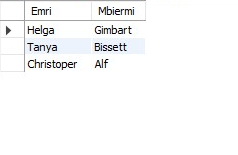 Emri Mbiermi
Helga Gimbart
Tanya Bissett
Christoper Alf